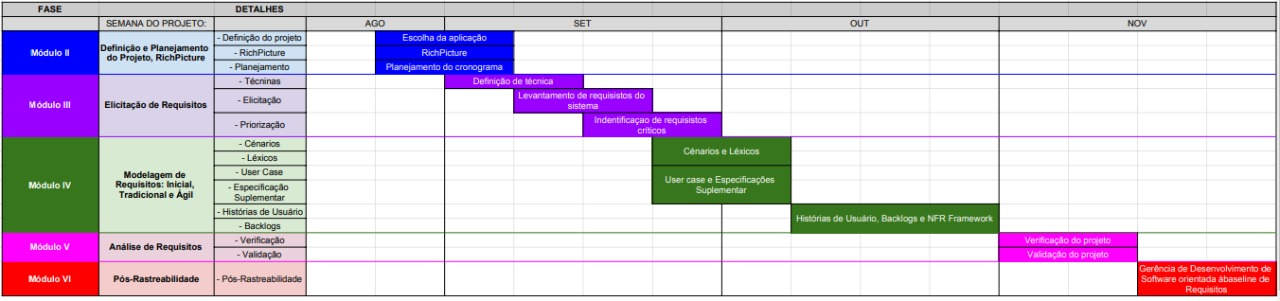 FASE DETALHES
SEMANA DO PROJETO: AGO SET OUT NOV
Módulo II
Definição e Planejamento
do Projeto, RichPicture
- Definição do projeto
- RichPicture
- Planejamento
Escolha da aplicação
RichPicture
Planejamento do cronograma
Módulo III
Elicitação de Requisitos
- Técninas
- Elicitação
- Priorização
Definição de técnica
Levantamento de requisistos do
sistema
Indentificaçao de requisistos
críticos
Módulo IV
Modelagem de
Requisitos: Inicial,
Tradicional e Ágil
- Cénarios
- Léxicos
- User Case
- Especificação
Suplementar
- Histórias de Usuário
- Backlogs
Cénarios e Léxicos
User case e Especificações
Suplementar
Histórias de Usuário, Backlogs e NFR Framework
Módulo V
Análise de Requisitos
- Verificação
- Validação
Verificação do projeto
Validação do projeto
Módulo VI
Pós-Rastreabilidade
- Pós-Rastreabilidade
Gerência de Desenvolvimento de
Software orientada àbaseline de
Requisitos